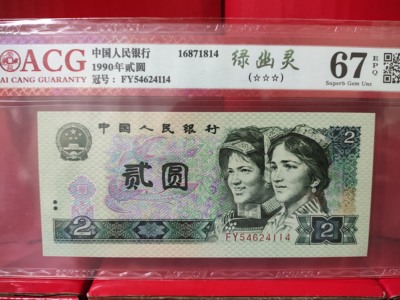 ACG
AI CANG GUARANTY
中国人民银行 16871814
1990年贰圆
冠号: FY54624114
绿幽灵
(☆☆☆)
67 EPQ
Superb Gem Unc
中国人民银行
2
贰圆
FY54624114
2
2